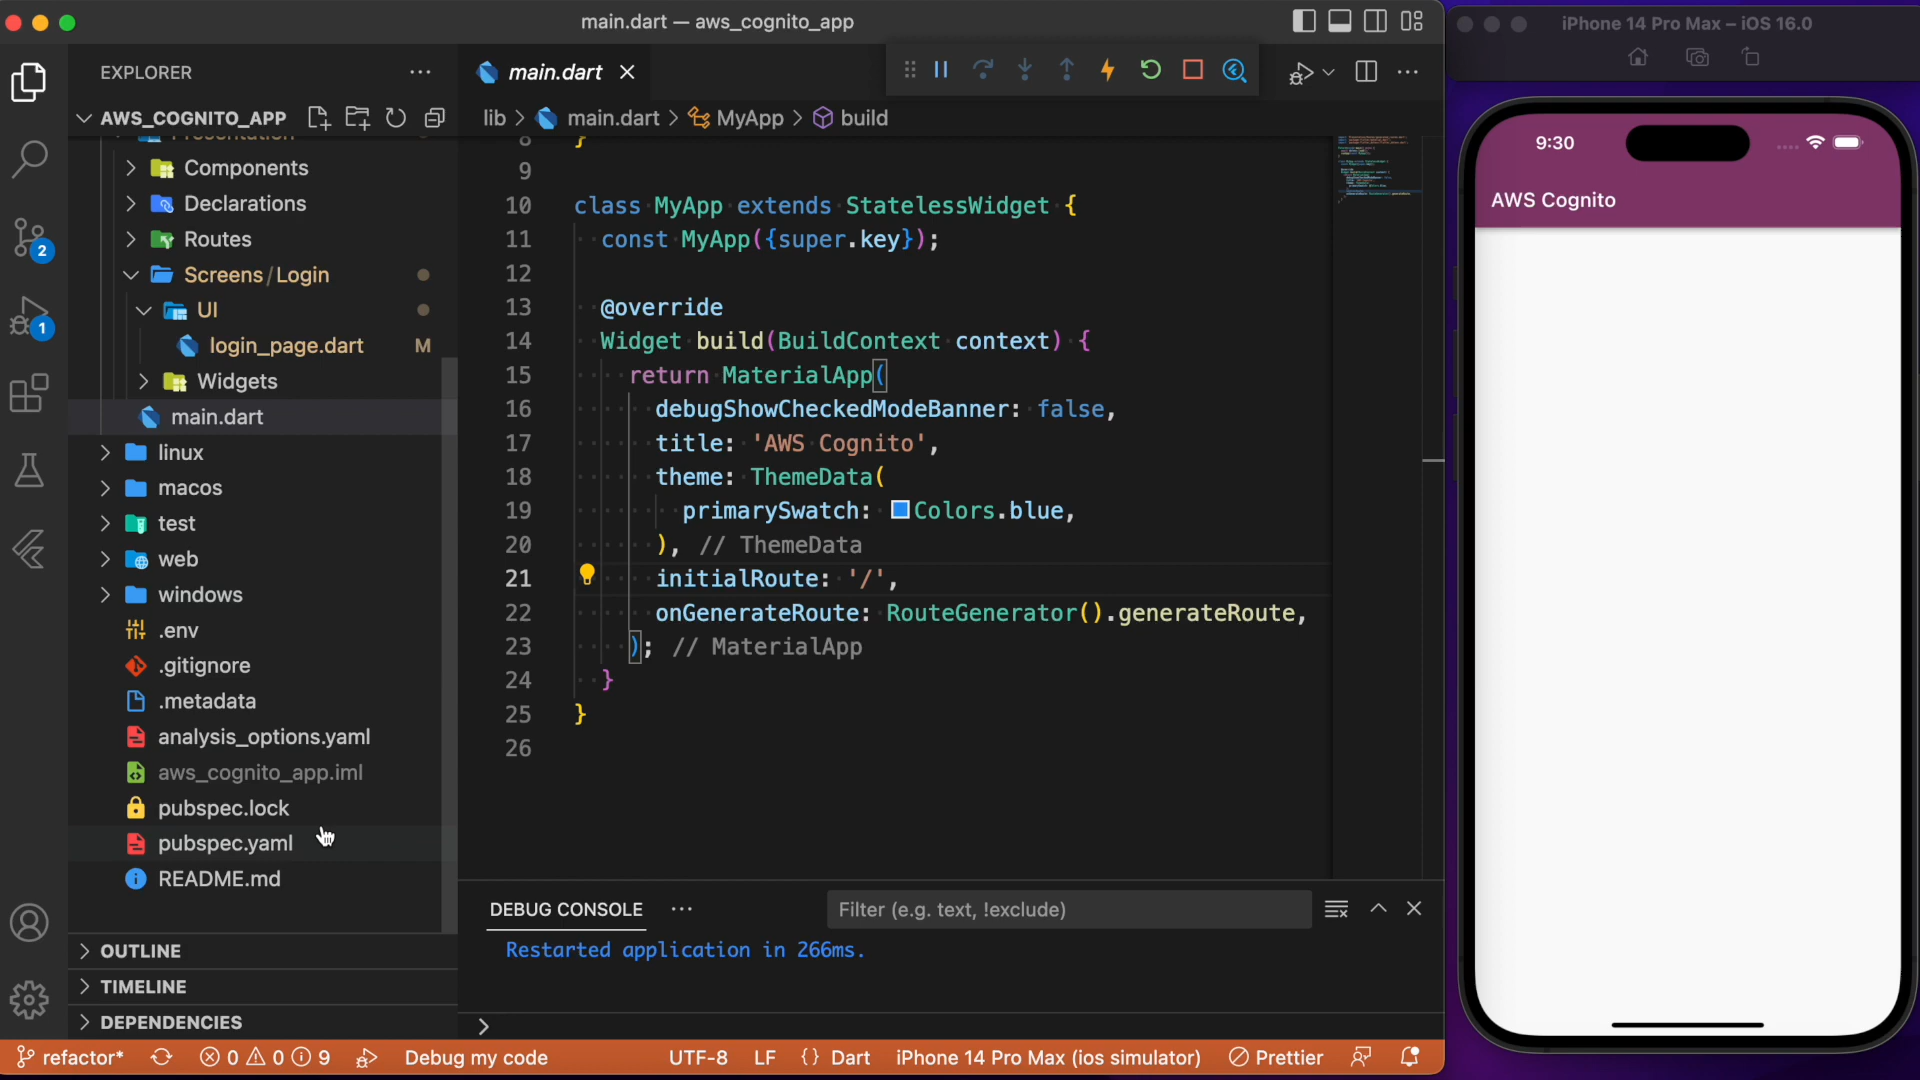 main.dart — aws_cognito_app
iPhone 14 Pro Max – iOS 16.0
EXPLORER
main.dart
AWS_COGNITO_APP
lib > main.dart > MyApp > build
Presentation
Components
Declarations
Routes
Screens/Login
UI
login_page.dart M
Widgets
main.dart
linux
macos
test
web
windows
.env
.gitignore
.metadata
analysis_options.yaml
aws_cognito_app.iml
pubspec.lock
pubspec.yaml
README.md
OUTLINE
TIMELINE
DEPENDENCIES
2
1
8 }
9
10 class MyApp extends StatelessWidget {
11 const MyApp({super.key});
12
13 @override
14 Widget build(BuildContext context) {
15 return MaterialApp(
16 debugShowCheckedModeBanner: false,
17 title: 'AWS Cognito',
18 theme: ThemeData(
19 primarySwatch: Colors.blue,
20 ), // ThemeData
21 initialRoute: '/',
22 onGenerateRoute: RouteGenerator().generateRoute,
23 ); // MaterialApp
24 }
25 }
26
DEBUG CONSOLE
Filter (e.g. text, !exclude)
Restarted application in 266ms.
refactor* 0 0 9 Debug my code UTF-8 LF {} Dart iPhone 14 Pro Max (ios simulator) Prettier
9:30
AWS Cognito